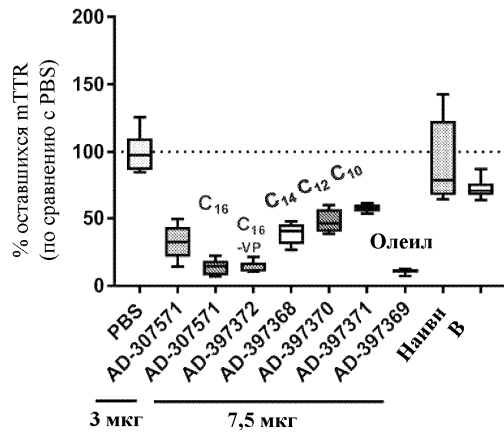 % оставшихся mTTR
(по сравнению с PBS)
200
150
100
50
0
C16
C16
-VP
C14 C12 C10
Олеил
PBS
AD-307571
AD-307571
AD-397372
AD-397368
AD-397370
AD-397371
AD-397369
Наивн
В
3 мкг
7,5 мкг